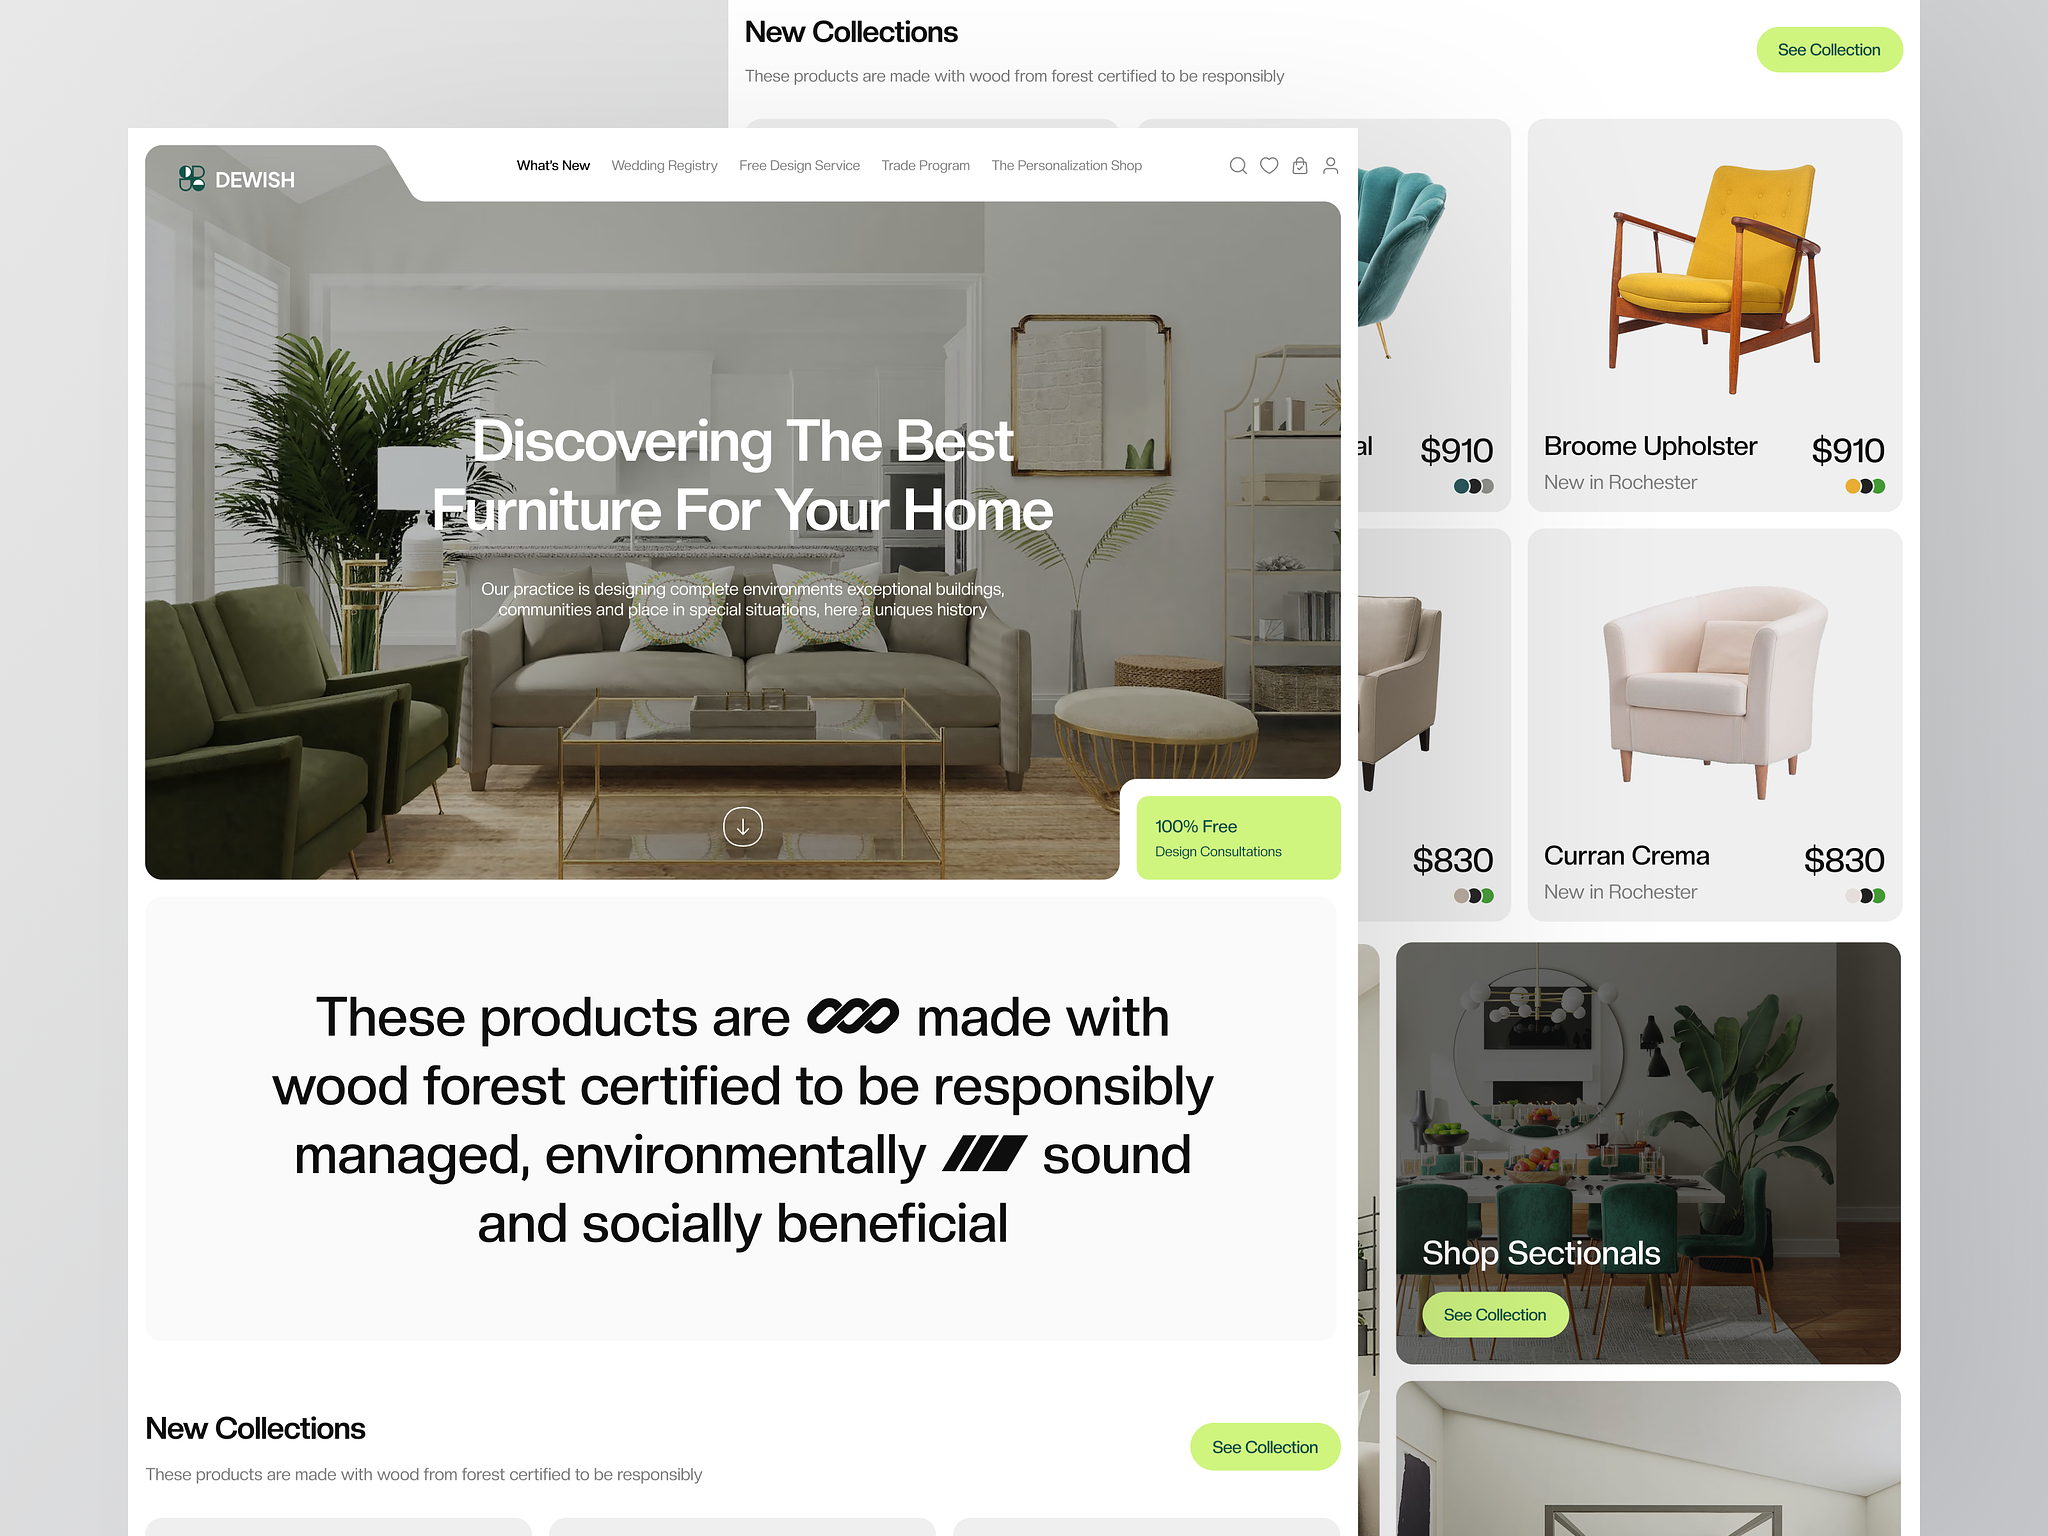 New Collections
These products are made with wood from forest certified to be responsibly
See Collection
DEWISH
What's New
Wedding Registry
Free Design Service
Trade Program
The Personalization Shop
Discovering The Best
Furniture For Your Home
Our practice is designing complete environments exceptional buildings,
communities and place in special situations, here a uniques history
100% Free
Design Consultations
These products are made with
wood forest certified to be responsibly
managed, environmentally sound
and socially beneficial
New Collections
These products are made with wood from forest certified to be responsibly
See Collection
al
$910
Broome Upholster
$910
New in Rochester
$830
Curran Crema
$830
New in Rochester
Shop Sectionals
See Collection